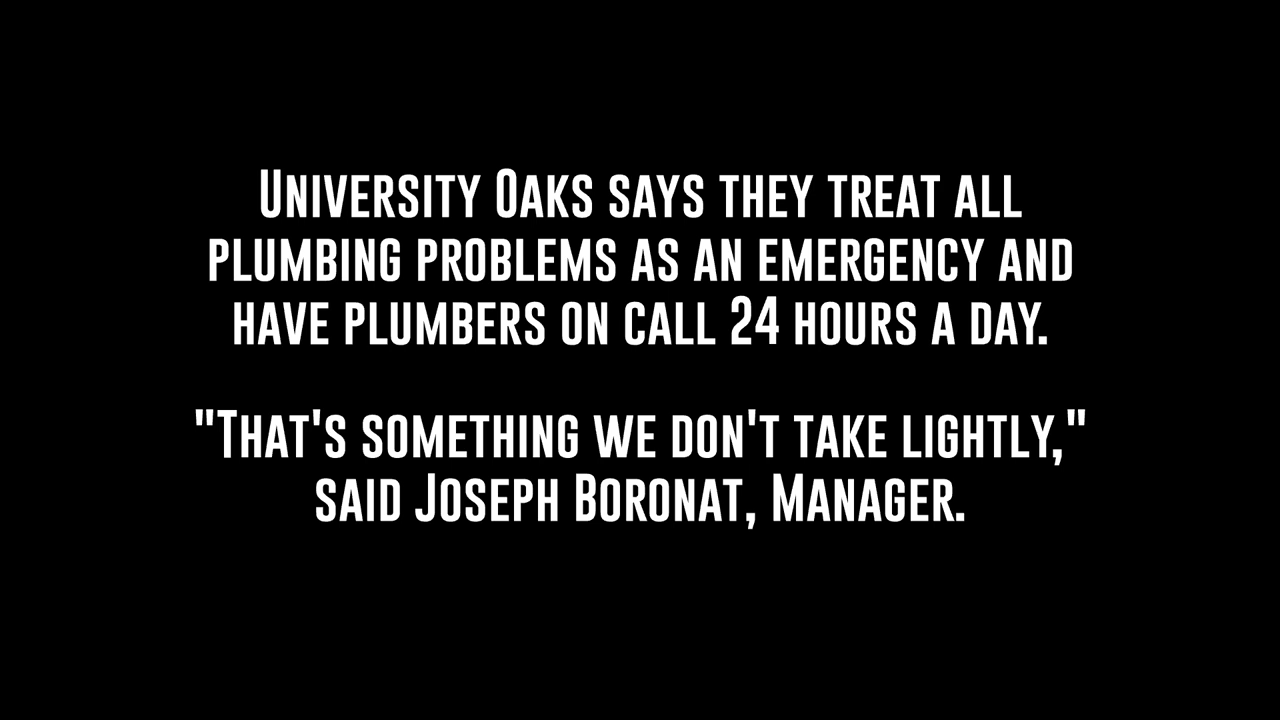 University Oaks says they treat all
plumbing problems as an emergency and
have plumbers on call 24 hours a day.
"That's something we don't take lightly,"
said Joseph Boronat, Manager.